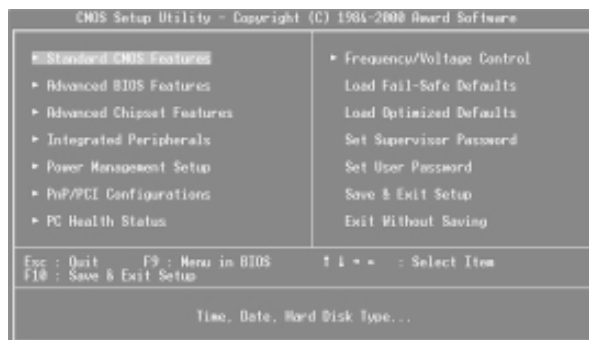 CMOS Setup Utility - Copyright (C) 1984-2000 Award Software
► Standard CMOS Features
► Advanced BIOS Features
► Advanced Chipset Features
► Integrated Peripherals
► Power Management Setup
► PnP/PCI Configurations
► PC Health Status
► Frequency/Voltage Control
Load Fail-Safe Defaults
Load Optimized Defaults
Set Supervisor Password
Set User Password
Save & Exit Setup
Exit Without Saving
Esc : Quit F9 : Menu in BIOS ↑ ↓ → ← : Select Item
F10 : Save & Exit Setup
Time, Date, Hard Disk Type...